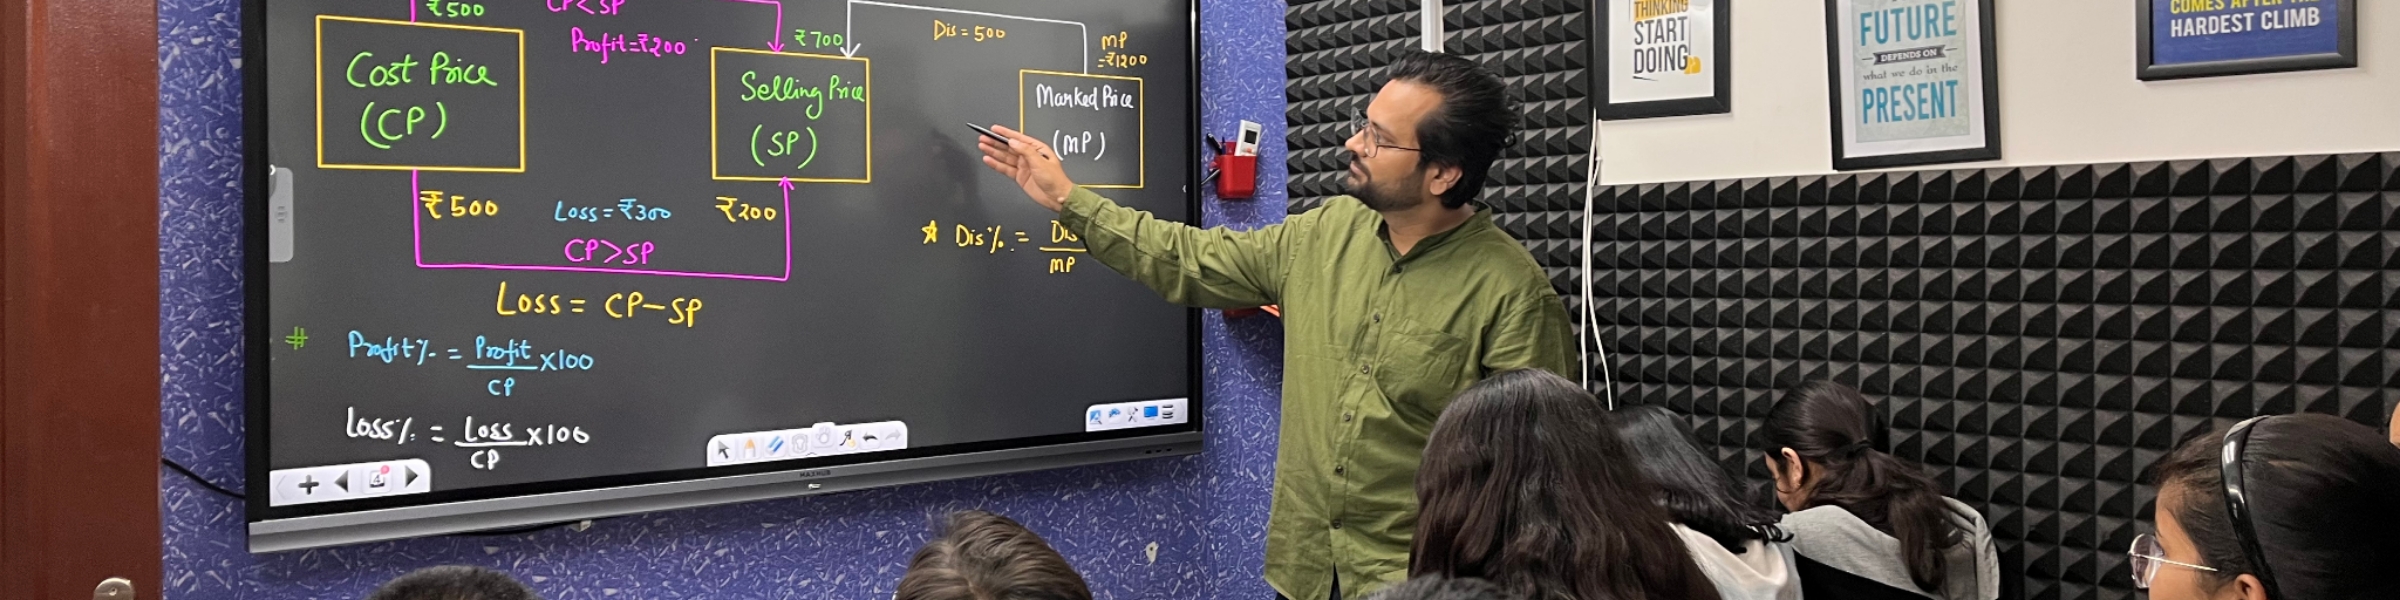 ₹500
CP<SP
Profit=₹200
₹700
Dis=500
MP
=₹1200
Cost Price
(CP)
Selling Price
(SP)
Marked Price
(MP)
₹500
Loss=₹300
₹200
CP>SP
Loss = CP-SP
☆ Dis%. = Dis
MP
# Profit% = Profit x100
CP
Loss% = Loss x100
CP
4
MAXHUB
THINKING
START
DOING
FUTURE
DEPENDS ON
what we do in the
PRESENT
COMES AFTER THE
HARDEST CLIMB